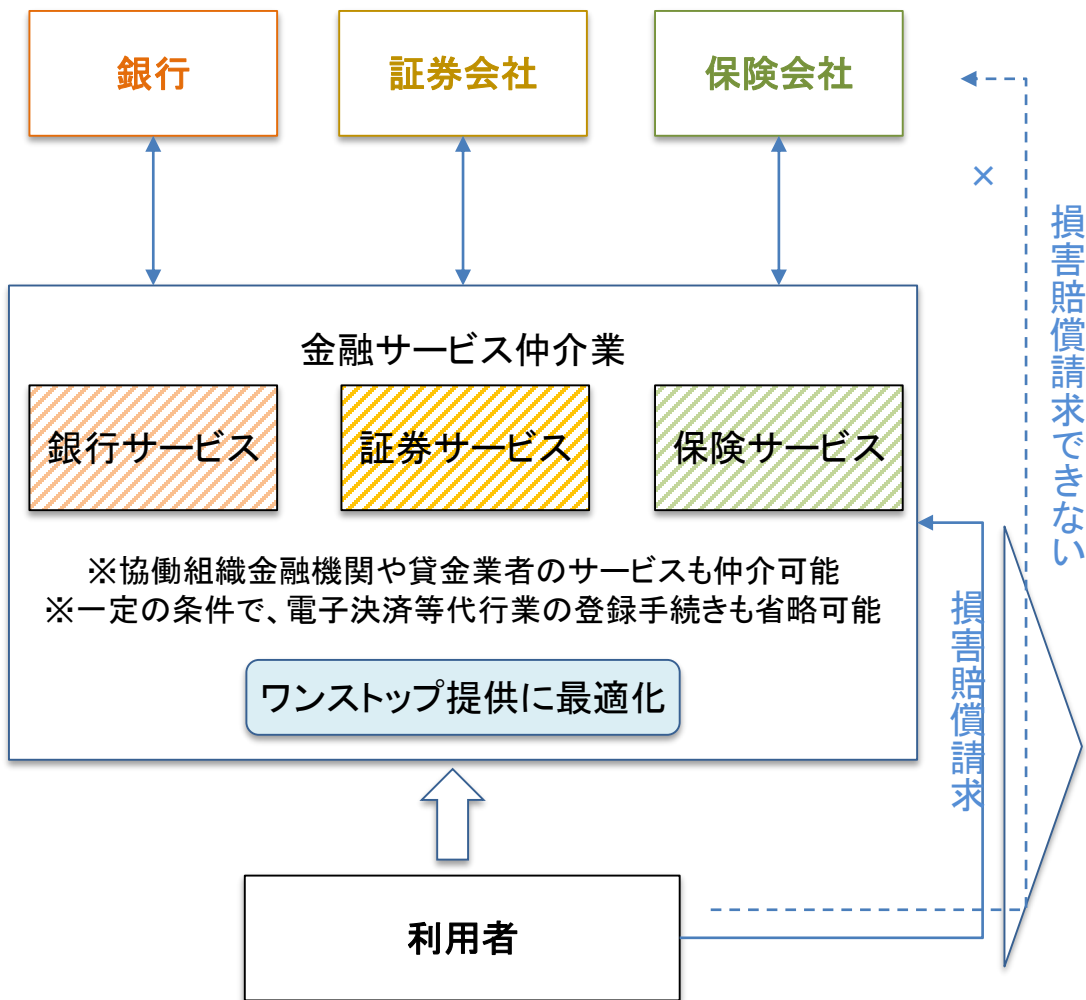 銀行
証券会社
保険会社
×
損害賠償請求できない
金融サービス仲介業
銀行サービス
証券サービス
保険サービス
※協働組織金融機関や貸金業者のサービスも仲介可能
※一定の条件で、電子決済等代行業の登録手続きも省略可能
損害賠償請求
ワンストップ提供に最適化
利用者